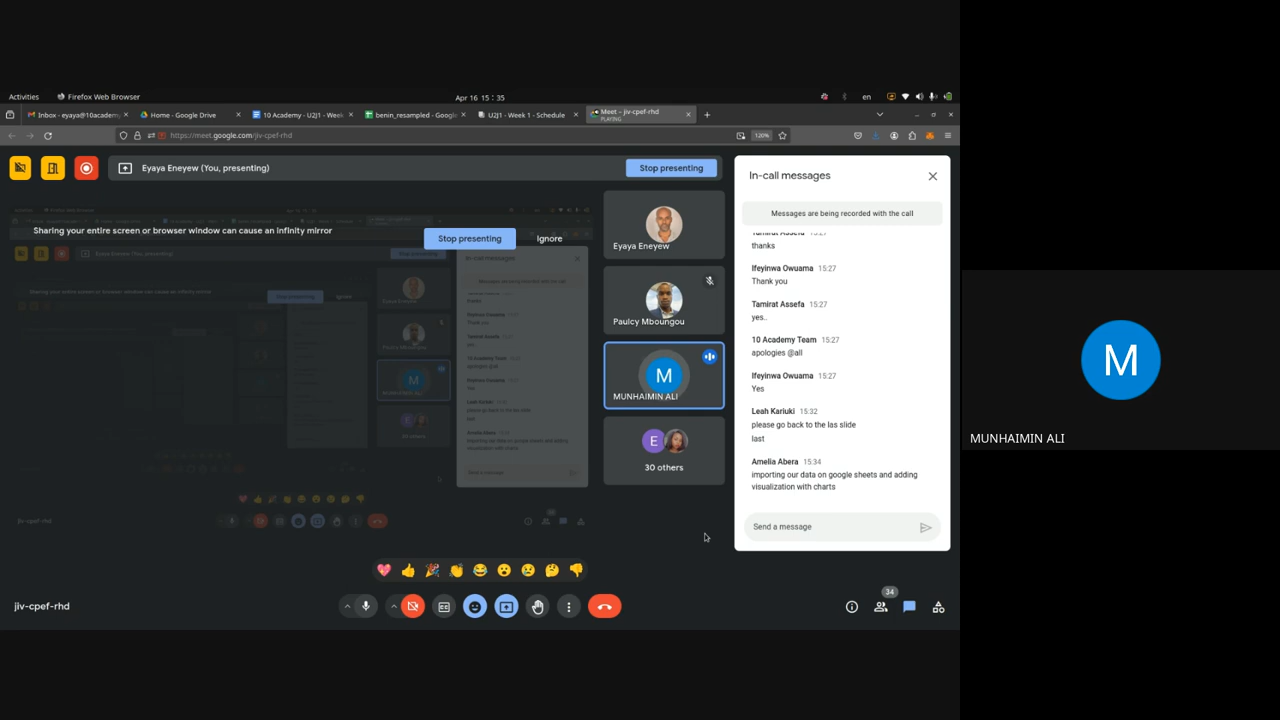 Activities
Firefox Web Browser
Apr 16 15 : 35
en
Inbox - eyaya@10academy
Home - Google Drive
10 Academy - U2J1 - Week
benin_resampled - Google
U2J1 - Week 1 - Schedule
Meet – jiv-cpef-rhd
PLAYING
https://meet.google.com/jiv-cpef-rhd
120%
Eyaya Eneyew (You, presenting)
Stop presenting
Sharing your entire screen or browser window can cause an infinity mirror
Stop presenting
Ignore
Eyaya Eneyew
Paulcy Mboungou
M
MUNHAIMIN ALI
E
30 others
In-call messages
Messages are being recorded with the call
Tamirat Assefa 15:27
thanks
Ifeyinwa Owuama 15:27
Thank you
Tamirat Assefa 15:27
yes..
10 Academy Team 15:27
apologies @all
Ifeyinwa Owuama 15:27
Yes
Leah Kariuki 15:32
please go back to the las slide
last
Amelia Abera 15:34
importing our data on google sheets and adding
visualization with charts
Send a message
jiv-cpef-rhd
34
M
MUNHAIMIN ALI